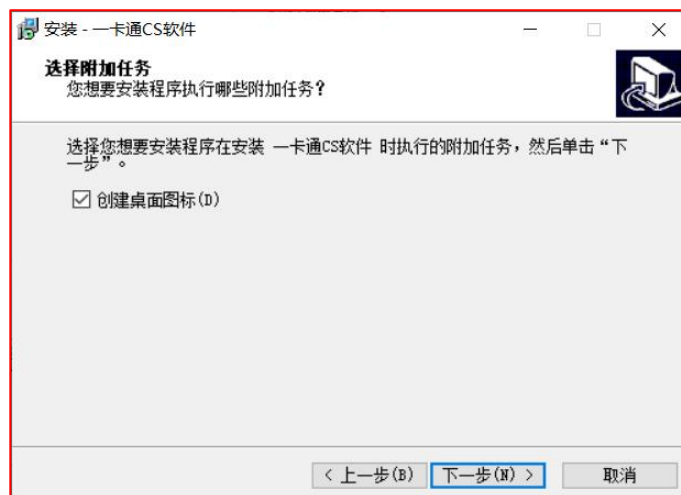 安装 - 一卡通CS软件
选择附加任务
您想要安装程序执行哪些附加任务?
选择您想要安装程序在安装 一卡通CS软件 时执行的附加任务，然后单击“下
一步”。
创建桌面图标(D)
< 上一步(B)
下一步(N) >
取消